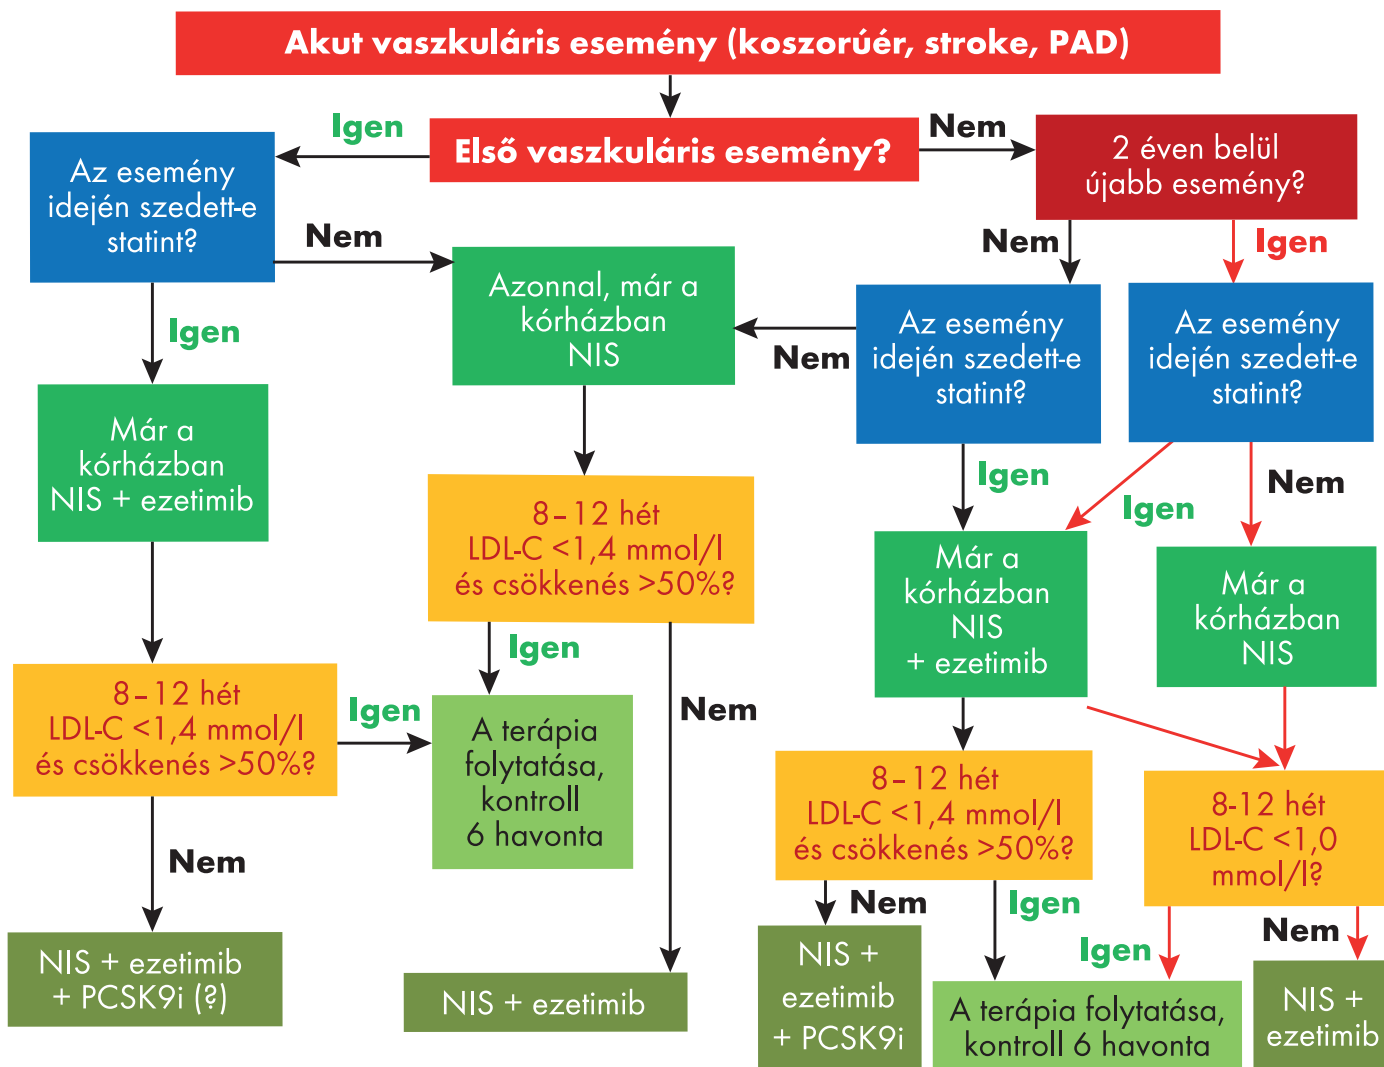 Akut vaszkuláris esemény (koszorúér, stroke, PAD)
Igen
Első vaszkuláris esemény?
Nem
2 éven belül
újabb esemény?
Az esemény
idején szedett-e
statint?
Nem
Nem
Igen
Azonnal, már a
kórházban
NIS
Igen
Nem
Az esemény
idején szedett-e
statint?
Az esemény
idején szedett-e
statint?
Már a
kórházban
NIS + ezetimib
8–12 hét
LDL-C <1,4 mmol/l
és csökkenés >50%?
Igen
Igen
Nem
Már a
kórházban
NIS
+ ezetimib
Már a
kórházban
NIS
Igen
Nem
8–12 hét
LDL-C <1,4 mmol/l
és csökkenés >50%?
Igen
A terápia
folytatása,
kontroll
6 havonta
8–12 hét
LDL-C <1,4 mmol/l
és csökkenés >50%?
8-12 hét
LDL-C <1,0
mmol/l?
Nem
Nem
Igen
Igen
Nem
NIS + ezetimib
+ PCSK9i (?)
NIS + ezetimib
NIS +
ezetimib
+ PCSK9i
A terápia folytatása,
kontroll 6 havonta
NIS +
ezetimib